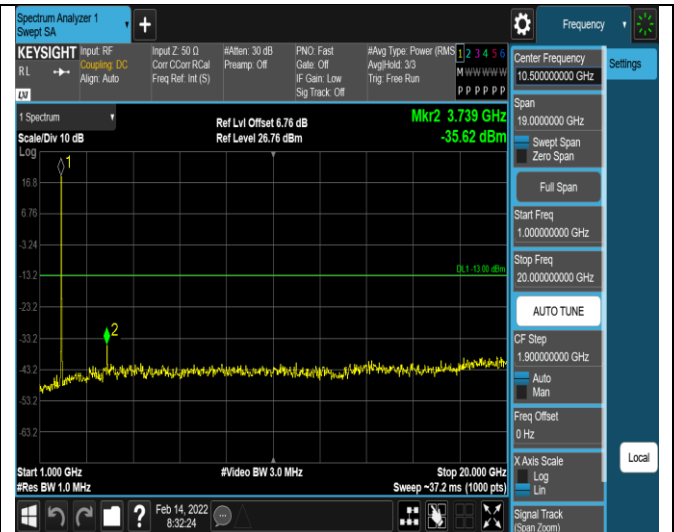 Spectrum Analyzer 1
Swept SA
Frequency
KEYSIGHT
RL
LXI
Input: RF
Coupling: DC
Align: Auto
Input Z: 50 Ω
Corr CCorr RCal
Freq Ref: Int (S)
#Atten: 30 dB
Preamp: Off
PNO: Fast
Gate: Off
IF Gain: Low
Sig Track: Off
#Avg Type: Power (RMS
Avg|Hold: 3/3
Trig: Free Run
1 2 3 4 5 6
M W W W W W
P P P P P P
1 Spectrum
Scale/Div 10 dB
Log
Ref Lvl Offset 6.76 dB
Ref Level 26.76 dBm
Mkr2 3.739 GHz
-35.62 dBm
1
16.8
6.76
-3.24
DL1 -13.00 dBm
-13.2
-23.2
2
-33.2
-43.2
-53.2
-63.2
Start 1.000 GHz
#Res BW 1.0 MHz
#Video BW 3.0 MHz
Stop 20.000 GHz
Sweep ~37.2 ms (1000 pts)
Feb 14, 2022
8:32:24
Center Frequency
10.50000000 GHz
Settings
Span
19.0000000 GHz
Swept Span
Zero Span
Full Span
Start Freq
1.000000000 GHz
Stop Freq
20.000000000 GHz
AUTO TUNE
CF Step
1.900000000 GHz
Auto
Man
Freq Offset
0 Hz
X Axis Scale
Log
Lin
Local
Signal Track
(Span Zoom)